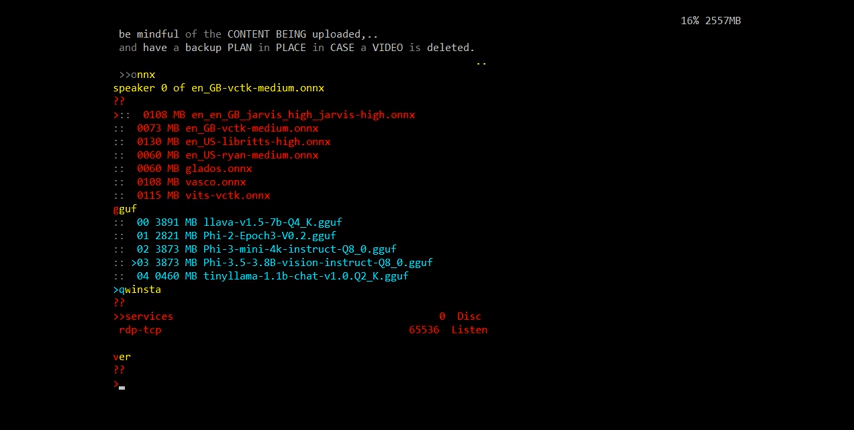 16% 2557MB
be mindful of the CONTENT BEING uploaded,..
and have a backup PLAN in PLACE in CASE a VIDEO is deleted.
..
>>onnx
speaker 0 of en_GB-vctk-medium.onnx
??
>::  0108 MB en_en_GB_jarvis_high_jarvis-high.onnx
::  0073 MB en_GB-vctk-medium.onnx
::  0130 MB en_US-libritts-high.onnx
::  0060 MB en_US-ryan-medium.onnx
::  0060 MB glados.onnx
::  0108 MB vasco.onnx
::  0115 MB vits-vctk.onnx
gguf
::  00 3891 MB llava-v1.5-7b-Q4_K.gguf
::  01 2821 MB Phi-2-Epoch3-V0.2.gguf
::  02 3873 MB Phi-3-mini-4k-instruct-Q8_0.gguf
:: >03 3873 MB Phi-3.5-3.8B-vision-instruct-Q8_0.gguf
::  04 0460 MB tinyllama-1.1b-chat-v1.0.Q2_K.gguf
>qwinsta
??
>>services 0 Disc
rdp-tcp 65536 Listen
ver
??
>_